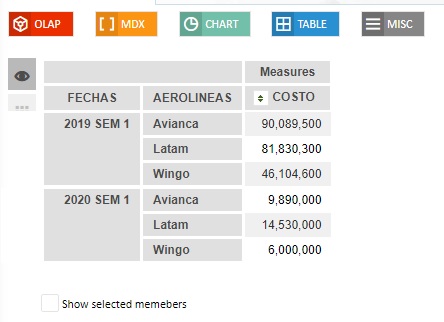 OLAP MDX CHART TABLE MISC
Measures
FECHAS AEROLINEAS COSTO
2019 SEM 1 Avianca 90,089,500
Latam 81,830,300
Wingo 46,104,600
2020 SEM 1 Avianca 9,890,000
Latam 14,530,000
Wingo 6,000,000
Show selected memebers